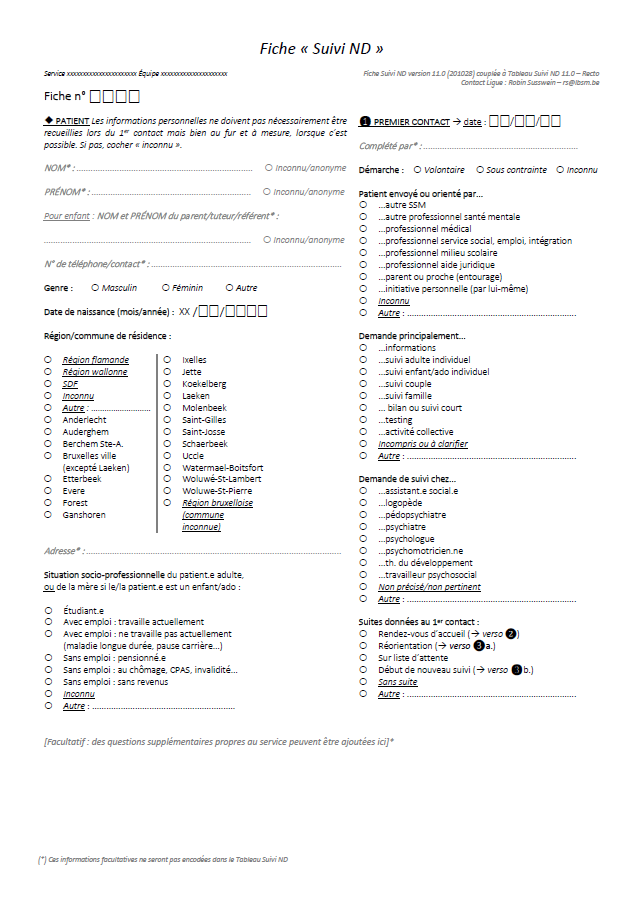 Fiche « Suivi ND »
Service xxxxxxxxxxxxxxxxxxxxxx Équipe xxxxxxxxxxxxxxxxxxxxx
Fiche Suivi ND version 11.0 (201028) couplée à Tableau Suivi ND 11.0 – Recto
Contact Ligue : Robin Susswein – rs@lbsm.be
Fiche n° □□□□
◆ PATIENT Les informations personnelles ne doivent pas nécessairement être
recueillies lors du 1er contact mais bien au fur et à mesure, lorsque c'est
possible. Si pas, cocher « inconnu ».
NOM* : ........................................ ○ Inconnu/anonyme
PRÉNOM* : ........................................ ○ Inconnu/anonyme
Pour enfant : NOM et PRÉNOM du parent/tuteur/référent* :
........................................ ○ Inconnu/anonyme
N° de téléphone/contact* : ........................................
Genre : ○ Masculin ○ Féminin ○ Autre
Date de naissance (mois/année) : XX /□□/□□□□
Région/commune de résidence :
○ Région flamande
○ Région wallonne
○ SDF
○ Inconnu
○ Autre : ..........................
○ Anderlecht
○ Auderghem
○ Berchem Ste-A.
○ Bruxelles ville
(excepté Laeken)
○ Etterbeek
○ Evere
○ Forest
○ Ganshoren
○ Ixelles
○ Jette
○ Koekelberg
○ Laeken
○ Molenbeek
○ Saint-Gilles
○ Saint-Josse
○ Schaerbeek
○ Uccle
○ Watermael-Boitsfort
○ Woluwé-St-Lambert
○ Woluwe-St-Pierre
○ Région bruxelloise
(commune
inconnue)
Adresse* : ........................................
Situation socio-professionnelle du patient.e adulte,
ou de la mère si le/la patient.e est un enfant/ado :
○ Étudiant.e
○ Avec emploi : travaille actuellement
○ Avec emploi : ne travaille pas actuellement
(maladie longue durée, pause carrière...)
○ Sans emploi : pensionné.e
○ Sans emploi : au chômage, CPAS, invalidité...
○ Sans emploi : sans revenus
○ Inconnu
○ Autre : ........................................
❶ PREMIER CONTACT → date : □□/□□/□□
Complété par* : ........................................
Démarche : ○ Volontaire ○ Sous contrainte ○ Inconnu
Patient envoyé ou orienté par...
○ ...autre SSM
○ ...autre professionnel santé mentale
○ ...professionnel médical
○ ...professionnel service social, emploi, intégration
○ ...professionnel milieu scolaire
○ ...professionnel aide juridique
○ ...parent ou proche (entourage)
○ ...initiative personnelle (par lui-même)
○ Inconnu
○ Autre : ........................................
Demande principalement...
○ ...informations
○ ...suivi adulte individuel
○ ...suivi enfant/ado individuel
○ ...suivi couple
○ ...suivi famille
○ ... bilan ou suivi court
○ ...testing
○ ...activité collective
○ Incompris ou à clarifier
○ Autre : ........................................
Demande de suivi chez...
○ ...assistant.e social.e
○ ...logopède
○ ...pédopsychiatre
○ ...psychiatre
○ ...psychologue
○ ...psychomotricien.ne
○ ...th. du développement
○ ...travailleur psychosocial
○ Non précisé/non pertinent
○ Autre : ........................................
Suites données au 1er contact :
○ Rendez-vous d'accueil (→ verso ❷)
○ Réorientation (→ verso ❸a.)
○ Sur liste d'attente
○ Début de nouveau suivi (→ verso ❸b.)
○ Sans suite
○ Autre : ........................................
[Facultatif : des questions supplémentaires propres au service peuvent être ajoutées ici]*
(*) Ces informations facultatives ne seront pas encodées dans le Tableau Suivi ND